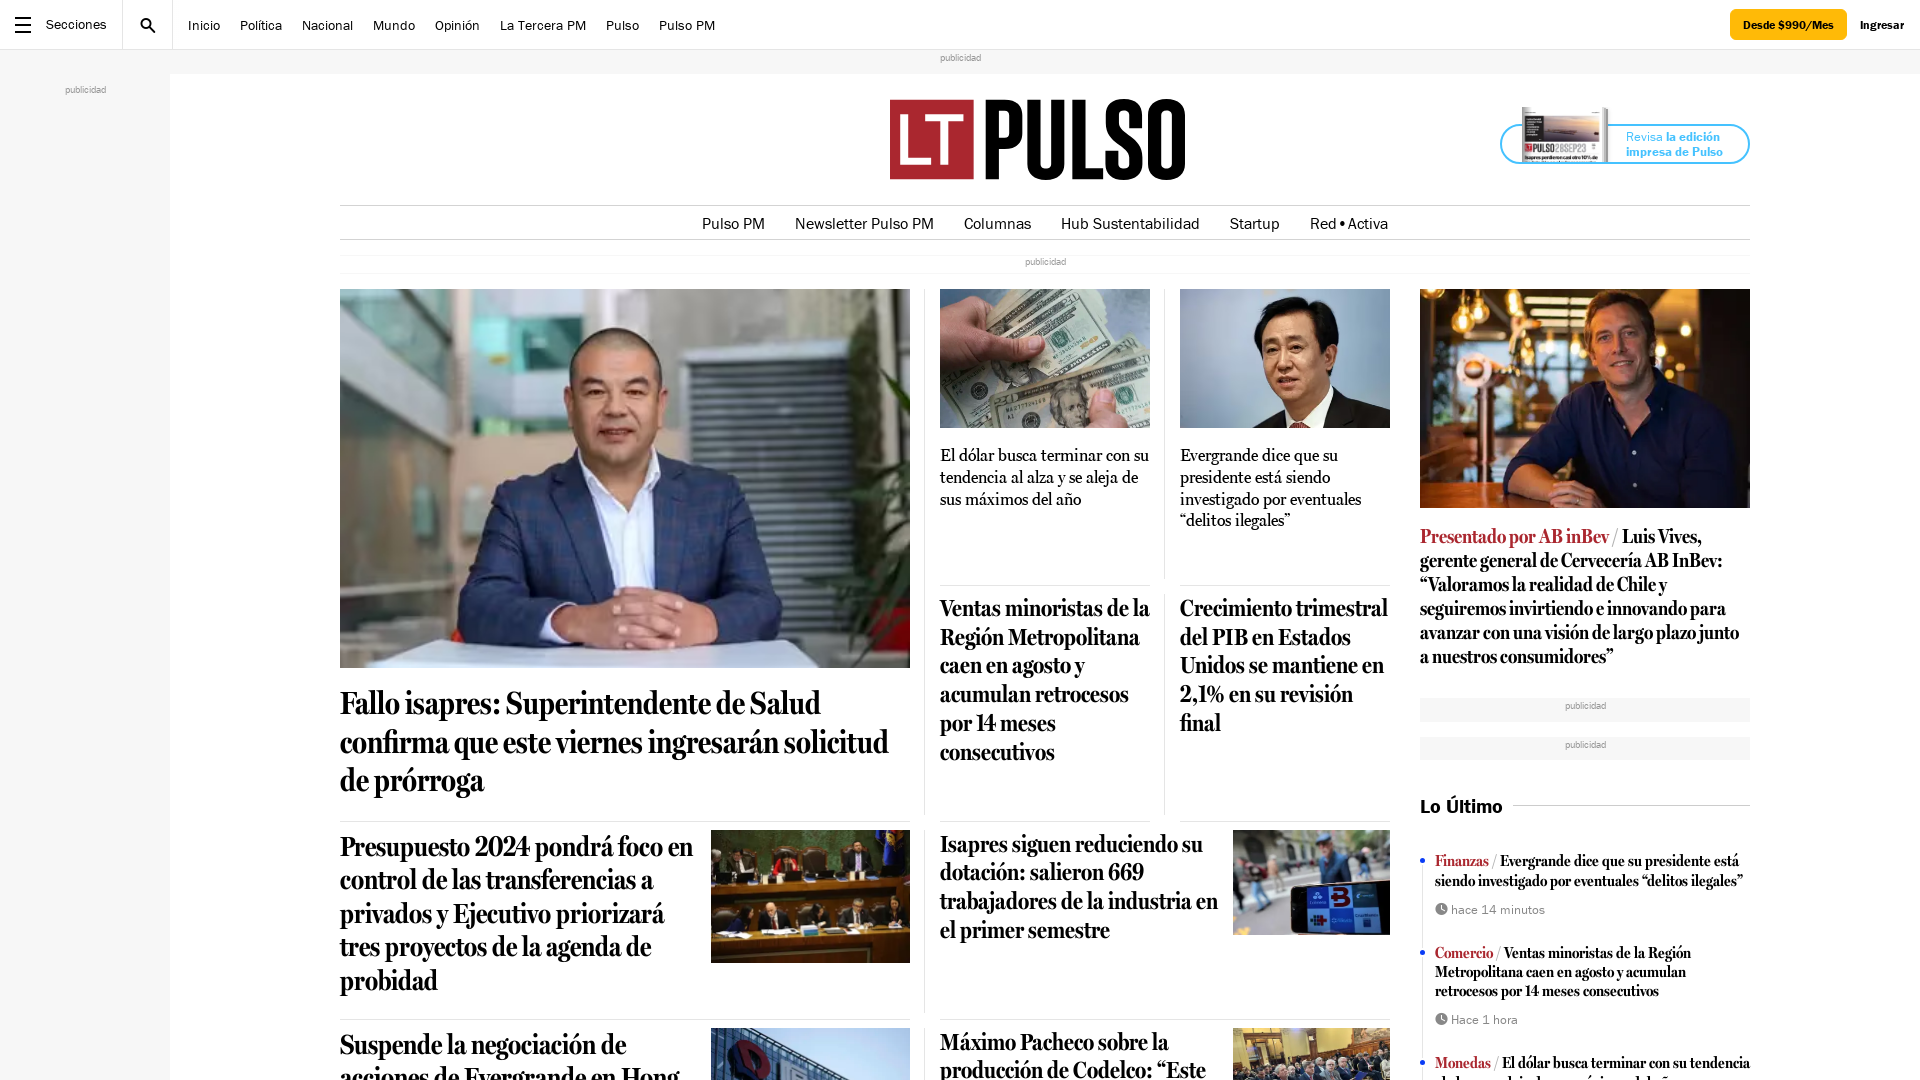 Secciones
Inicio
Política
Nacional
Mundo
Opinión
La Tercera PM
Pulso
Pulso PM
Desde $990/Mes
Ingresar
publicidad
publicidad
LT PULSO
PULSO28SEP23
Revisa la edición
impresa de Pulso
Pulso PM
Newsletter Pulso PM
Columnas
Hub Sustentabilidad
Startup
Red•Activa
publicidad
Fallo isapres: Superintendente de Salud
confirma que este viernes ingresarán solicitud
de prórroga
El dólar busca terminar con su
tendencia al alza y se aleja de
sus máximos del año
Evergrande dice que su
presidente está siendo
investigado por eventuales
“delitos ilegales”
Ventas minoristas de la
Región Metropolitana
caen en agosto y
acumulan retrocesos
por 14 meses
consecutivos
Crecimiento trimestral
del PIB en Estados
Unidos se mantiene en
2,1% en su revisión
final
Presupuesto 2024 pondrá foco en
control de las transferencias a
privados y Ejecutivo priorizará
tres proyectos de la agenda de
probidad
Isapres siguen reduciendo su
dotación: salieron 669
trabajadores de la industria en
el primer semestre
Suspende la negociación de
acciones de Evergrande en Hong
Máximo Pacheco sobre la
producción de Codelco: “Este
Presentado por AB inBev / Luis Vives,
gerente general de Cervecería AB InBev:
“Valoramos la realidad de Chile y
seguiremos invirtiendo e innovando para
avanzar con una visión de largo plazo junto
a nuestros consumidores”
publicidad
publicidad
Lo Último
Finanzas / Evergrande dice que su presidente está
siendo investigado por eventuales “delitos ilegales”
hace 14 minutos
Comercio / Ventas minoristas de la Región
Metropolitana caen en agosto y acumulan
retrocesos por 14 meses consecutivos
Hace 1 hora
Monedas / El dólar busca terminar con su tendencia